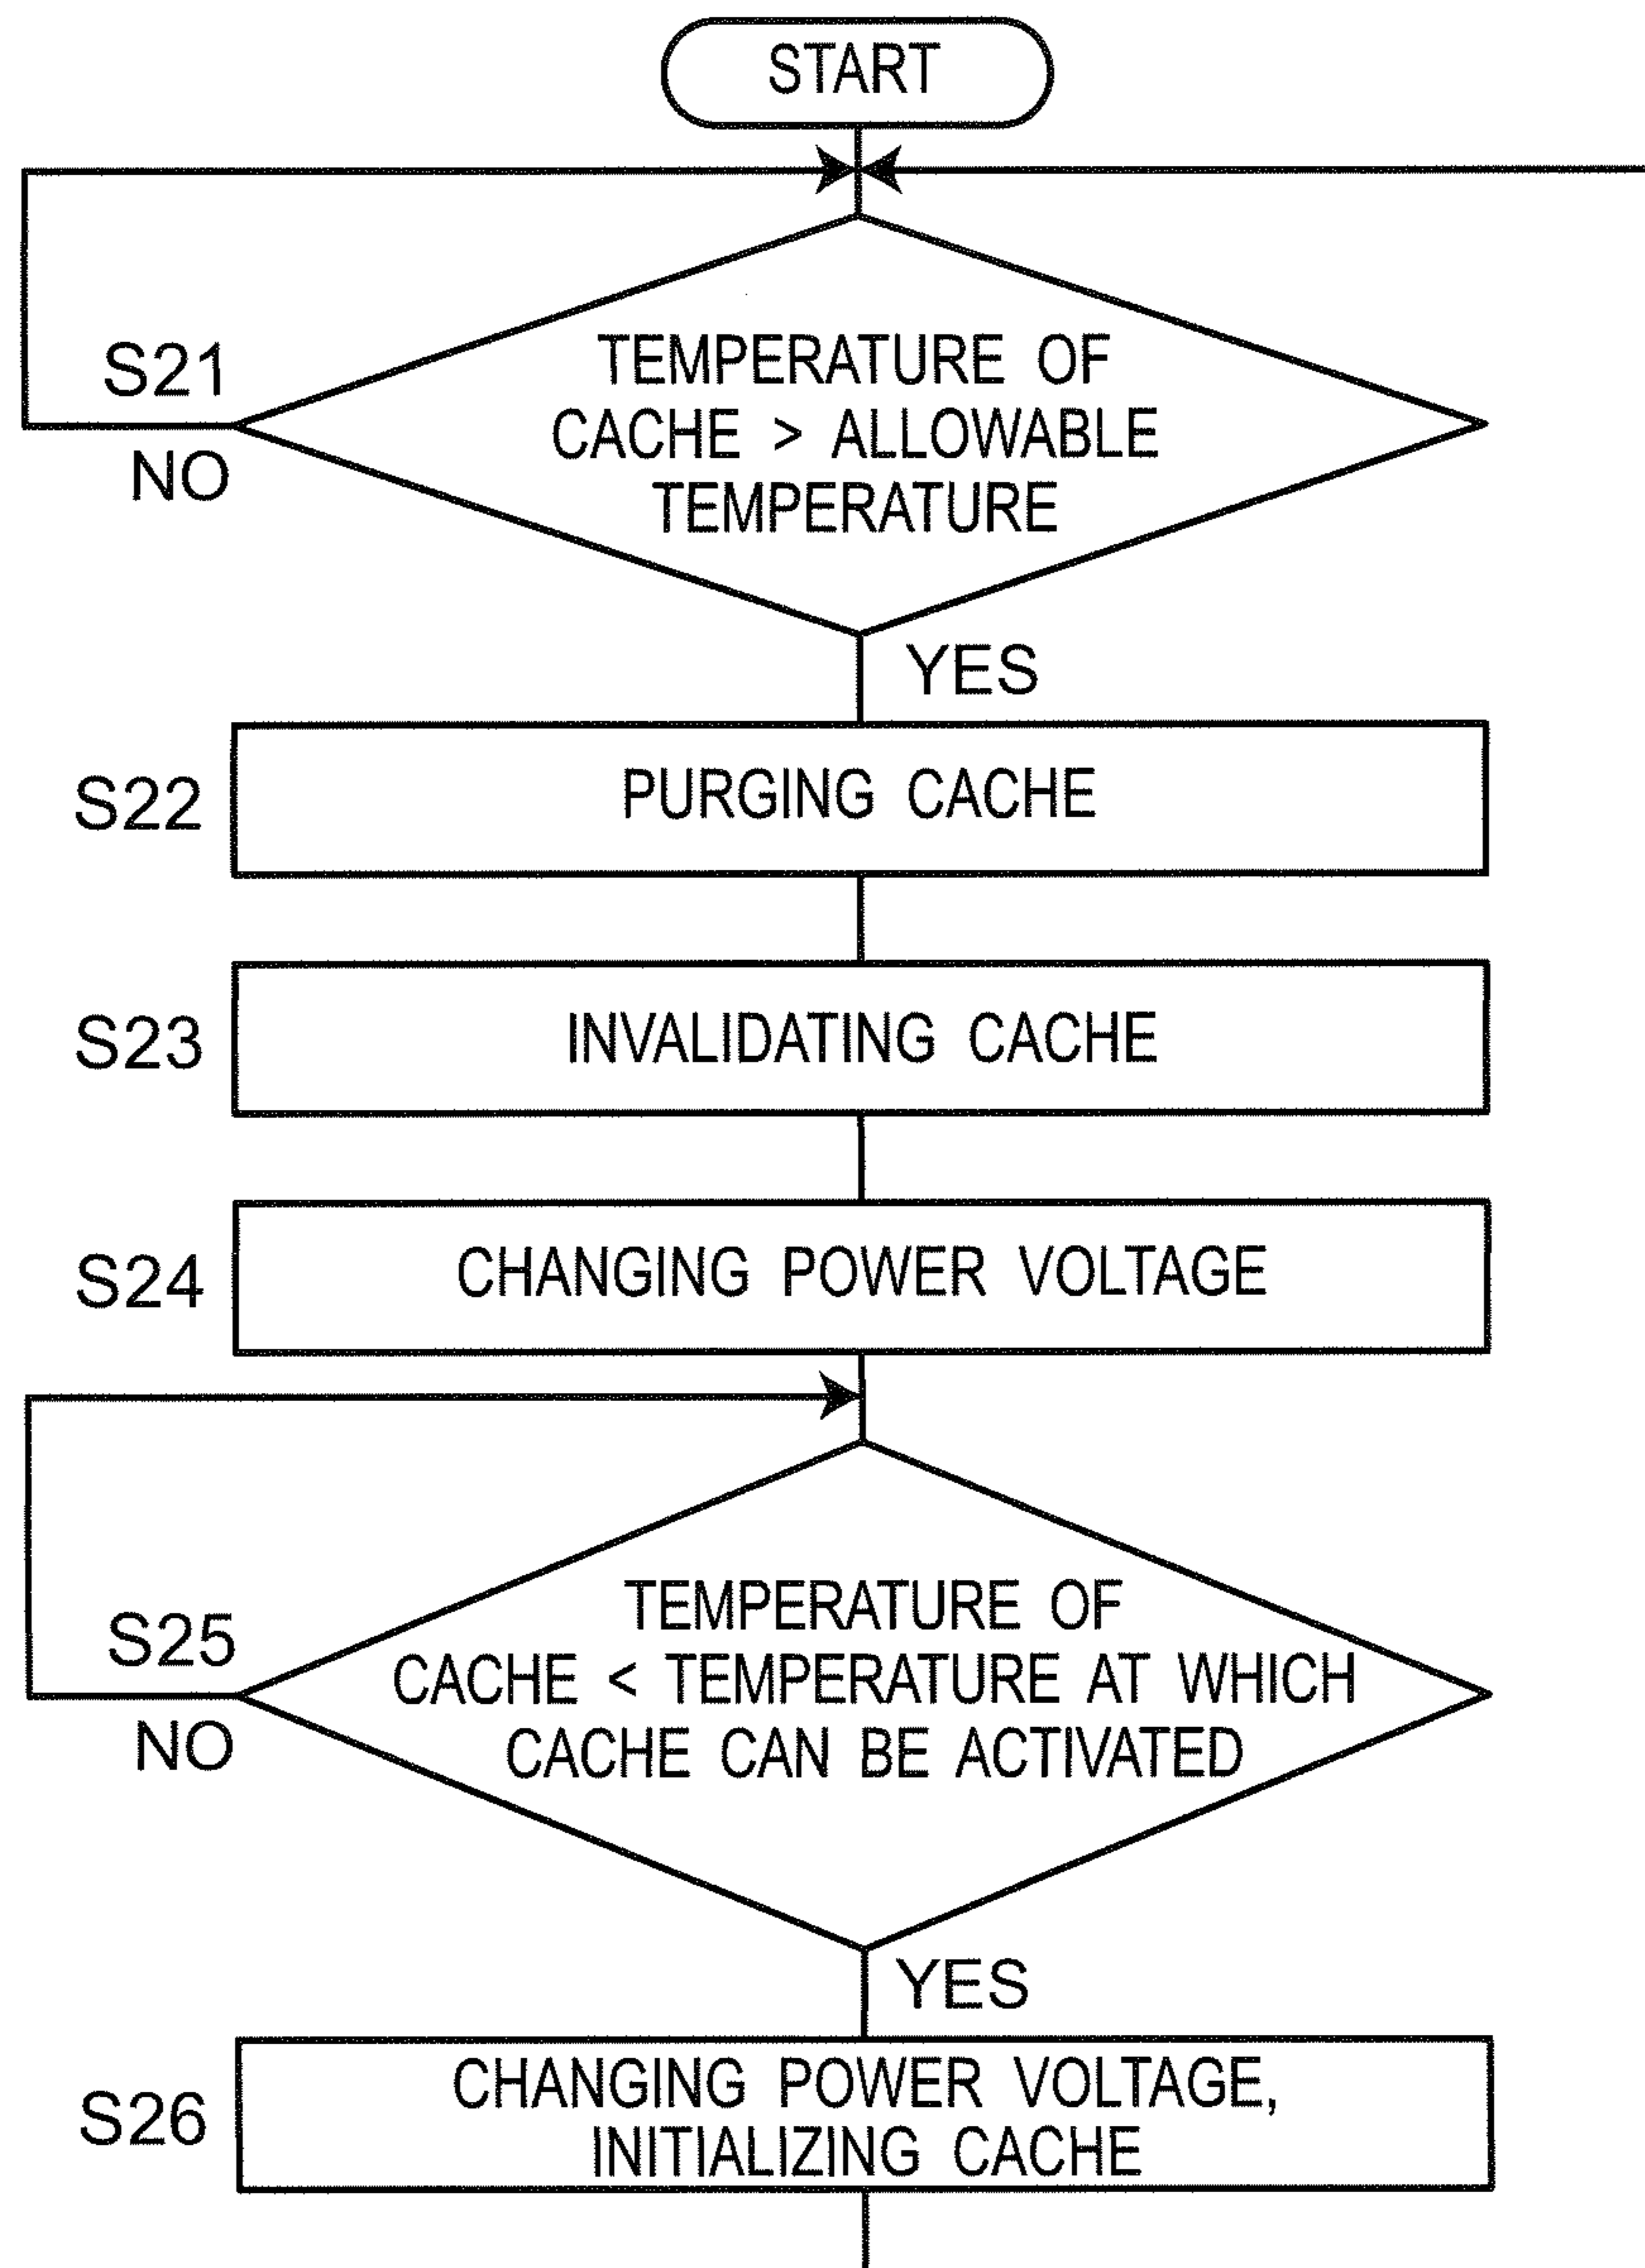 START
S21
TEMPERATURE OF
CACHE > ALLOWABLE
TEMPERATURE
NO
YES
S22
PURGING CACHE
S23
INVALIDATING CACHE
S24
CHANGING POWER VOLTAGE
S25
TEMPERATURE OF
CACHE < TEMPERATURE AT WHICH
CACHE CAN BE ACTIVATED
NO
YES
S26
CHANGING POWER VOLTAGE,
INITIALIZING CACHE